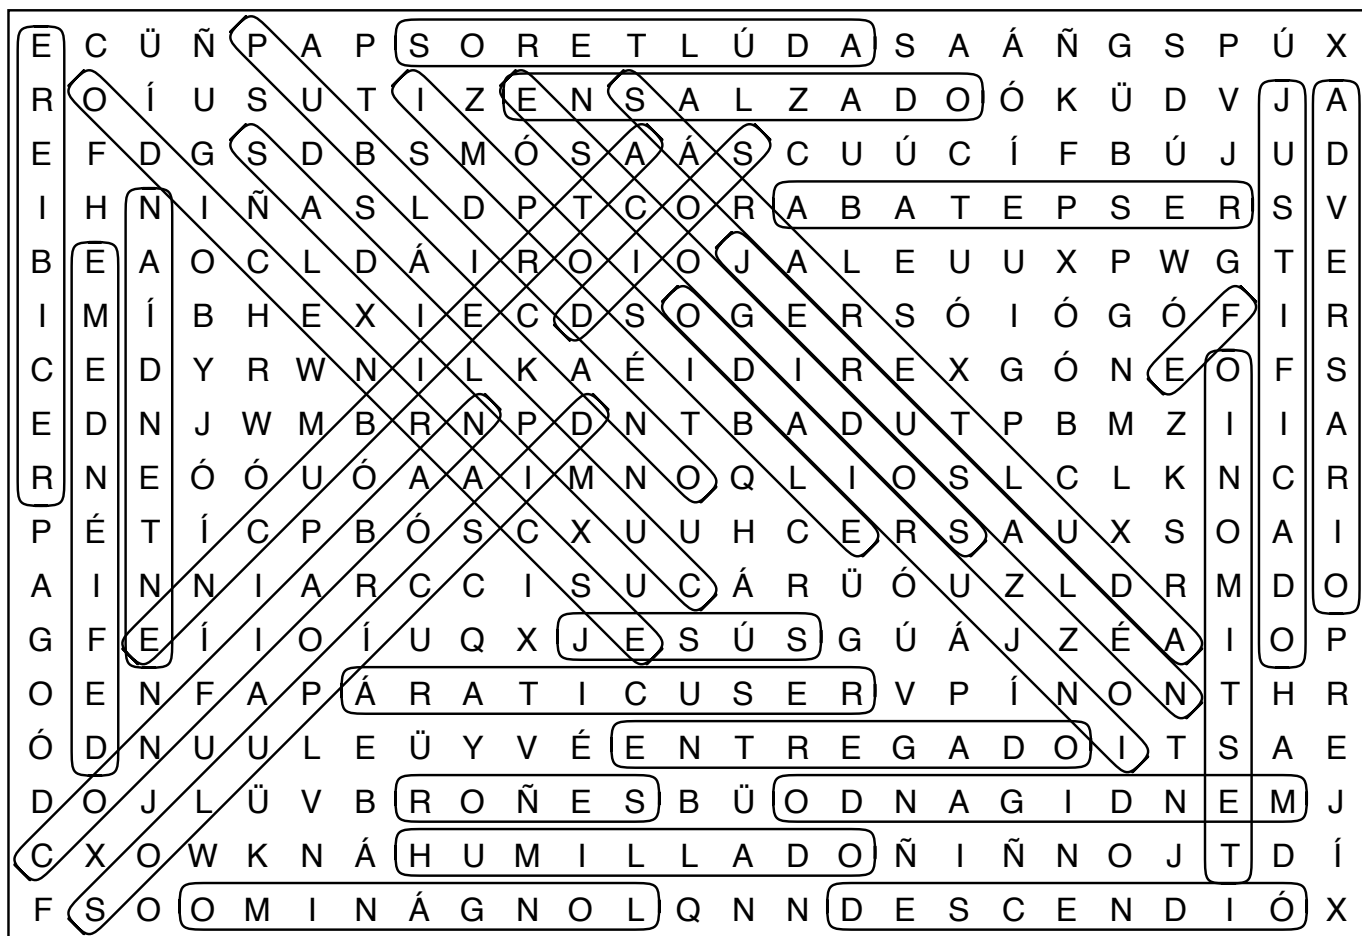 E C Ü Ñ P A P S O R E T L Ú D A S A Á Ñ G S P Ú X
R O Í U S U T I Z E N S A L Z A D O Ó K Ü D V J A
E F D G S D B S M Ó S A Á S C U Ú C Í F B Ú J U D
I H N I Ñ A S L D P T C O R A B A T E P S E R S V
B E A O C L D Á I R O I O J A L E U U X P W G T E
I M Í B H E X I E C D S O G E R S Ó I Ó G Ó F I R
C E D Y R W N I L K A É I D I R E X G Ó N E O F S
E D N J W M B R N P D N T B A D U T P B M Z I I A
R N E Ó Ó U Ó A A I M N O Q L I O S L C L K N C R
P É T Í C P B Ó S C X U U H C E R S A U X S O A I
A I N N I A R C C I S U C Á R Ü Ó U Z L D R M D O
G F E Í I O Í U Q X J E S Ú S G Ú Á J Z É A I O P
O E N F A P Á R A T I C U S E R V P Í N O N T H R
Ó D N U U L E Ü Y V É E N T R E G A D O I T S A E
D O J L Ü V B R O Ñ E S B Ü O D N A G I D N E M J
C X O W K N Á H U M I L L A D O Ñ I Ñ N O J T D Í
F S O O M I N Á G N O L Q N N D E S C E N D I Ó X